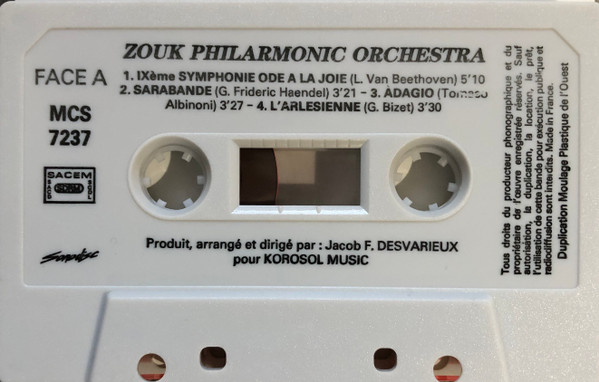 ZOUK PHILARMONIC ORCHESTRA
FACE A
1. IXème SYMPHONIE ODE A LA JOIE (L. Van Beethoven) 5'10
2. SARABANDE (G. Frideric Haendel) 3'21 - 3. ADAGIO (Tomaso
Albinoni) 3'27 - 4. L'ARLESIENNE (G. Bizet) 3'30
MCS
7237
SACEM
SDRM
SACD
SGDL
Sonodisc
Produit, arrangé et dirigé par : Jacob F. DESVARIEUX
pour KOROSOL MUSIC
Tous droits du producteur phonographique et du
propriétaire de l'œuvre enregistrée réservés. Sauf
autorisation, la duplication, la location, le prêt,
l'utilisation de cette bande pour exécution publique et
radiodiffusion sont interdits. Made in France.
Duplication Moulage Plastique de l'Ouest